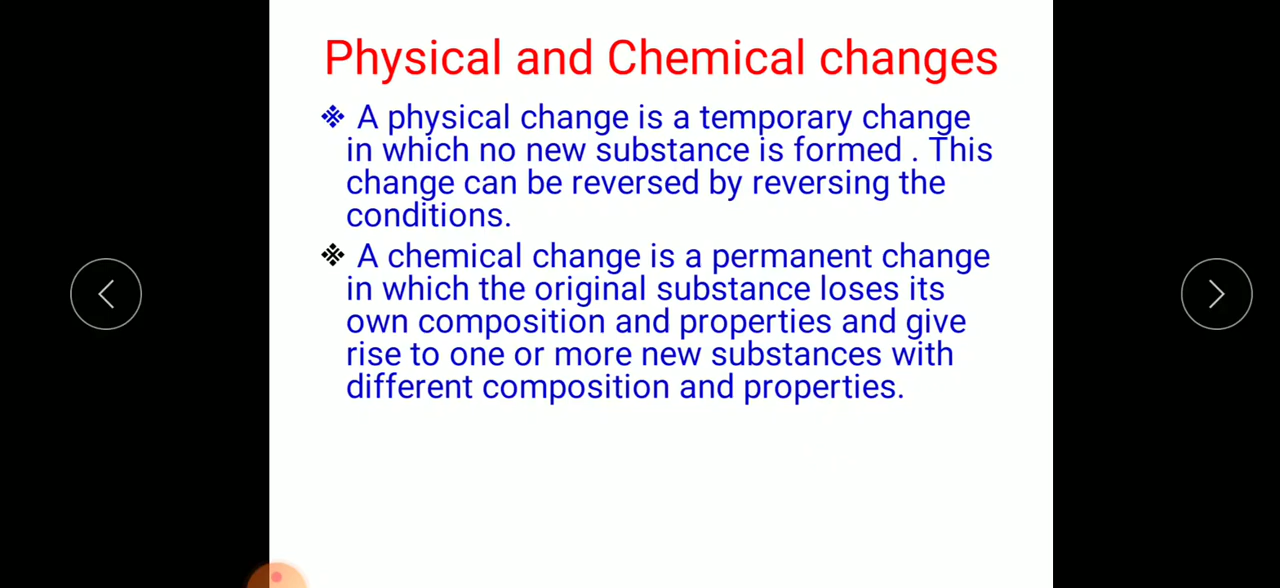 Physical and Chemical changes
❖ A physical change is a temporary change
in which no new substance is formed . This
change can be reversed by reversing the
conditions.
❖ A chemical change is a permanent change
in which the original substance loses its
own composition and properties and give
rise to one or more new substances with
different composition and properties.